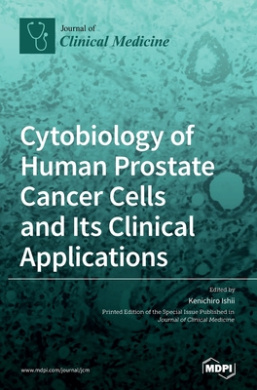 Journal of
Clinical Medicine
Cytobiology of
Human Prostate
Cancer Cells
and Its Clinical
Applications
Edited by
Kenichiro Ishii
Printed Edition of the Special Issue Published in
Journal of Clinical Medicine
www.mdpi.com/journal/jcm
MDPI